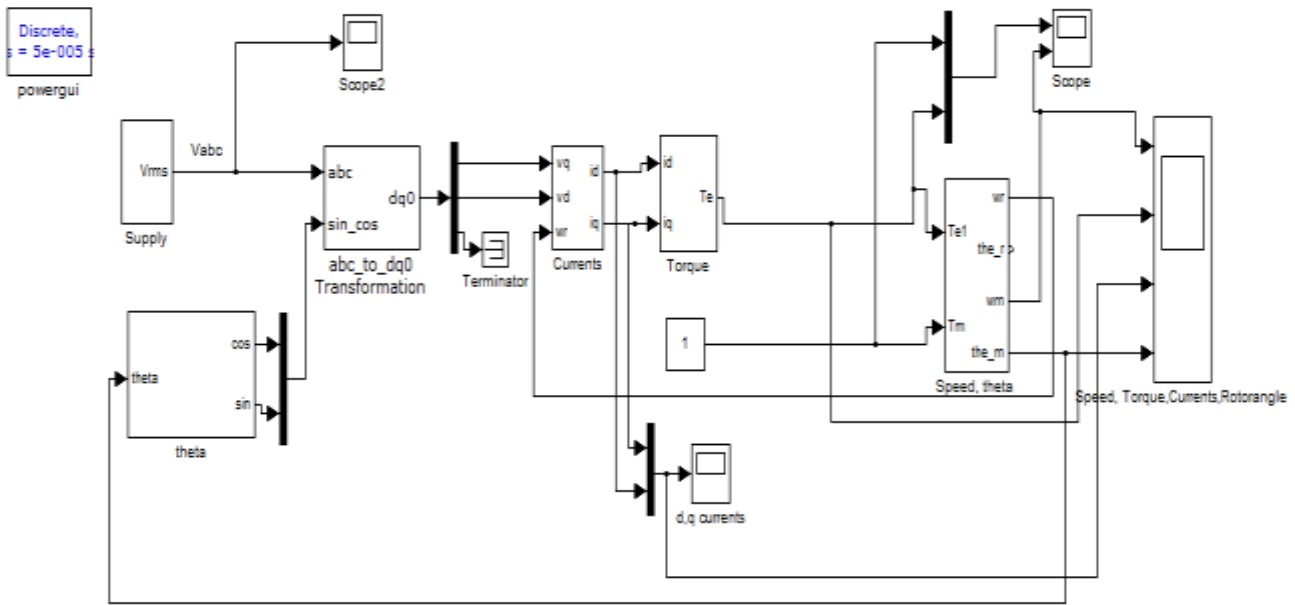 Discrete,
s = 5e-005 s
powergui
Scope2
Scope
Vabc
Vrms
Supply
abc
sin_cos
dq0
abc_to_dq0
Transformation
Terminator
vq
vd
wr
id
iq
Currents
id
iq
Te
Torque
1
Te1
Tm
wr
the_r
wm
the_m
Speed, theta
Speed, Torque,Currents,Rotorangle
theta
cos
sin
theta
d,q currents